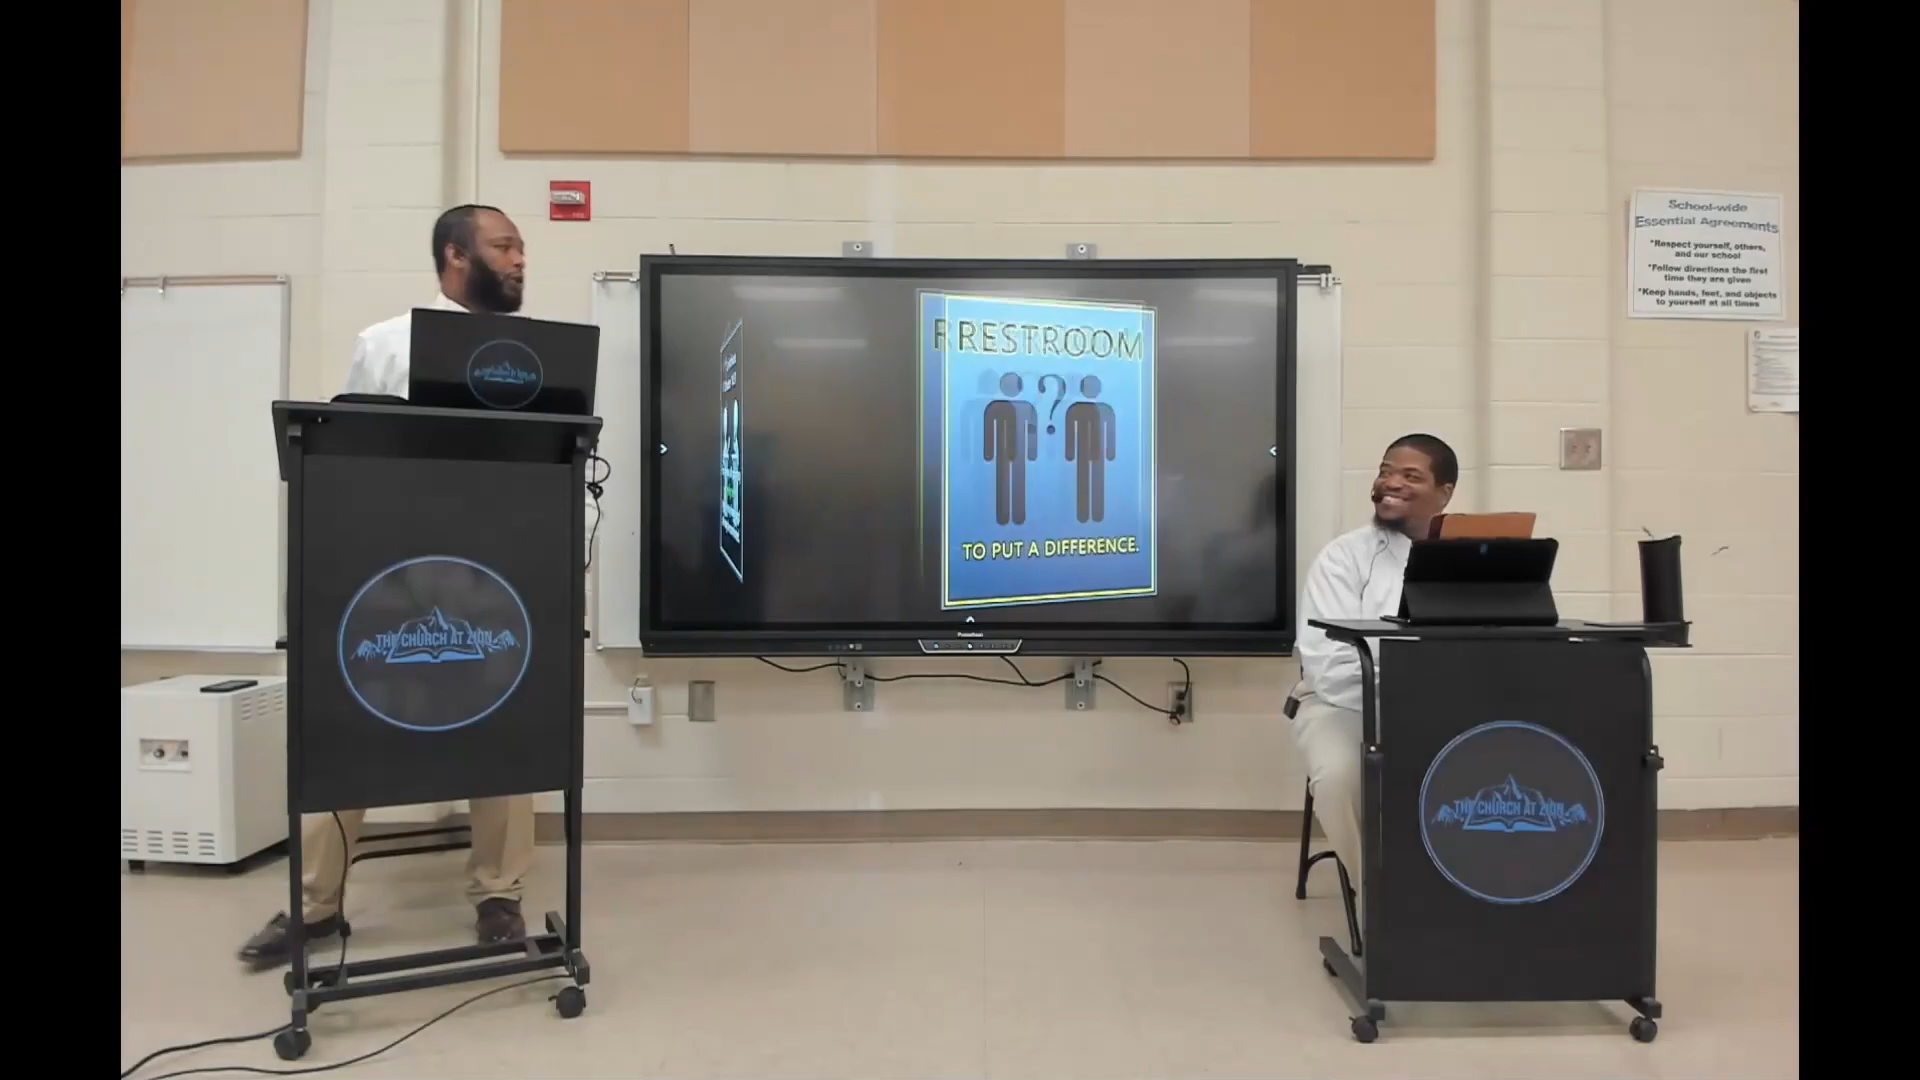 School-wide
Essential Agreements
*Respect yourself, others,
and our school
*Follow directions the first
time they are given
*Keep hands, feet, and objects
to yourself at all times
RESTROOM
?
TO PUT A DIFFERENCE.
Promethean
THE CHURCH AT ZION
THE CHURCH AT ZION